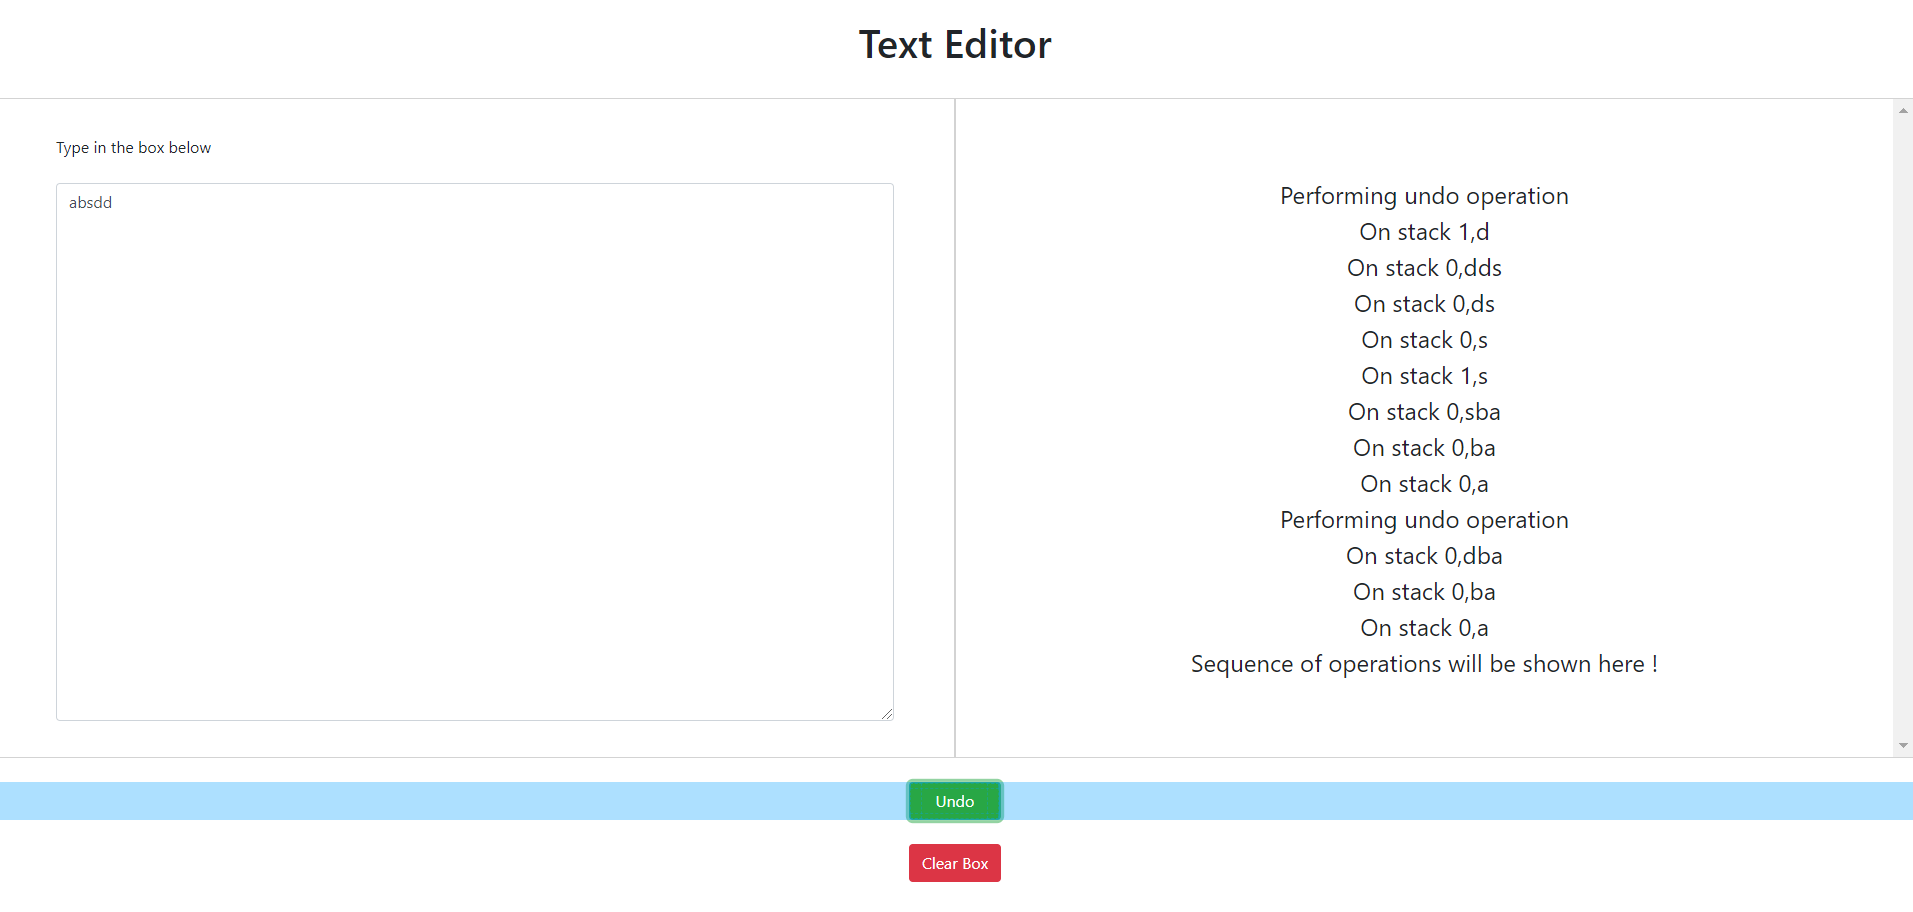 Text Editor
Type in the box below
absdd
Performing undo operation
On stack 1,d
On stack 0,dds
On stack 0,ds
On stack 0,s
On stack 1,s
On stack 0,sba
On stack 0,ba
On stack 0,a
Performing undo operation
On stack 0,dba
On stack 0,ba
On stack 0,a
Sequence of operations will be shown here !
Undo
Clear Box